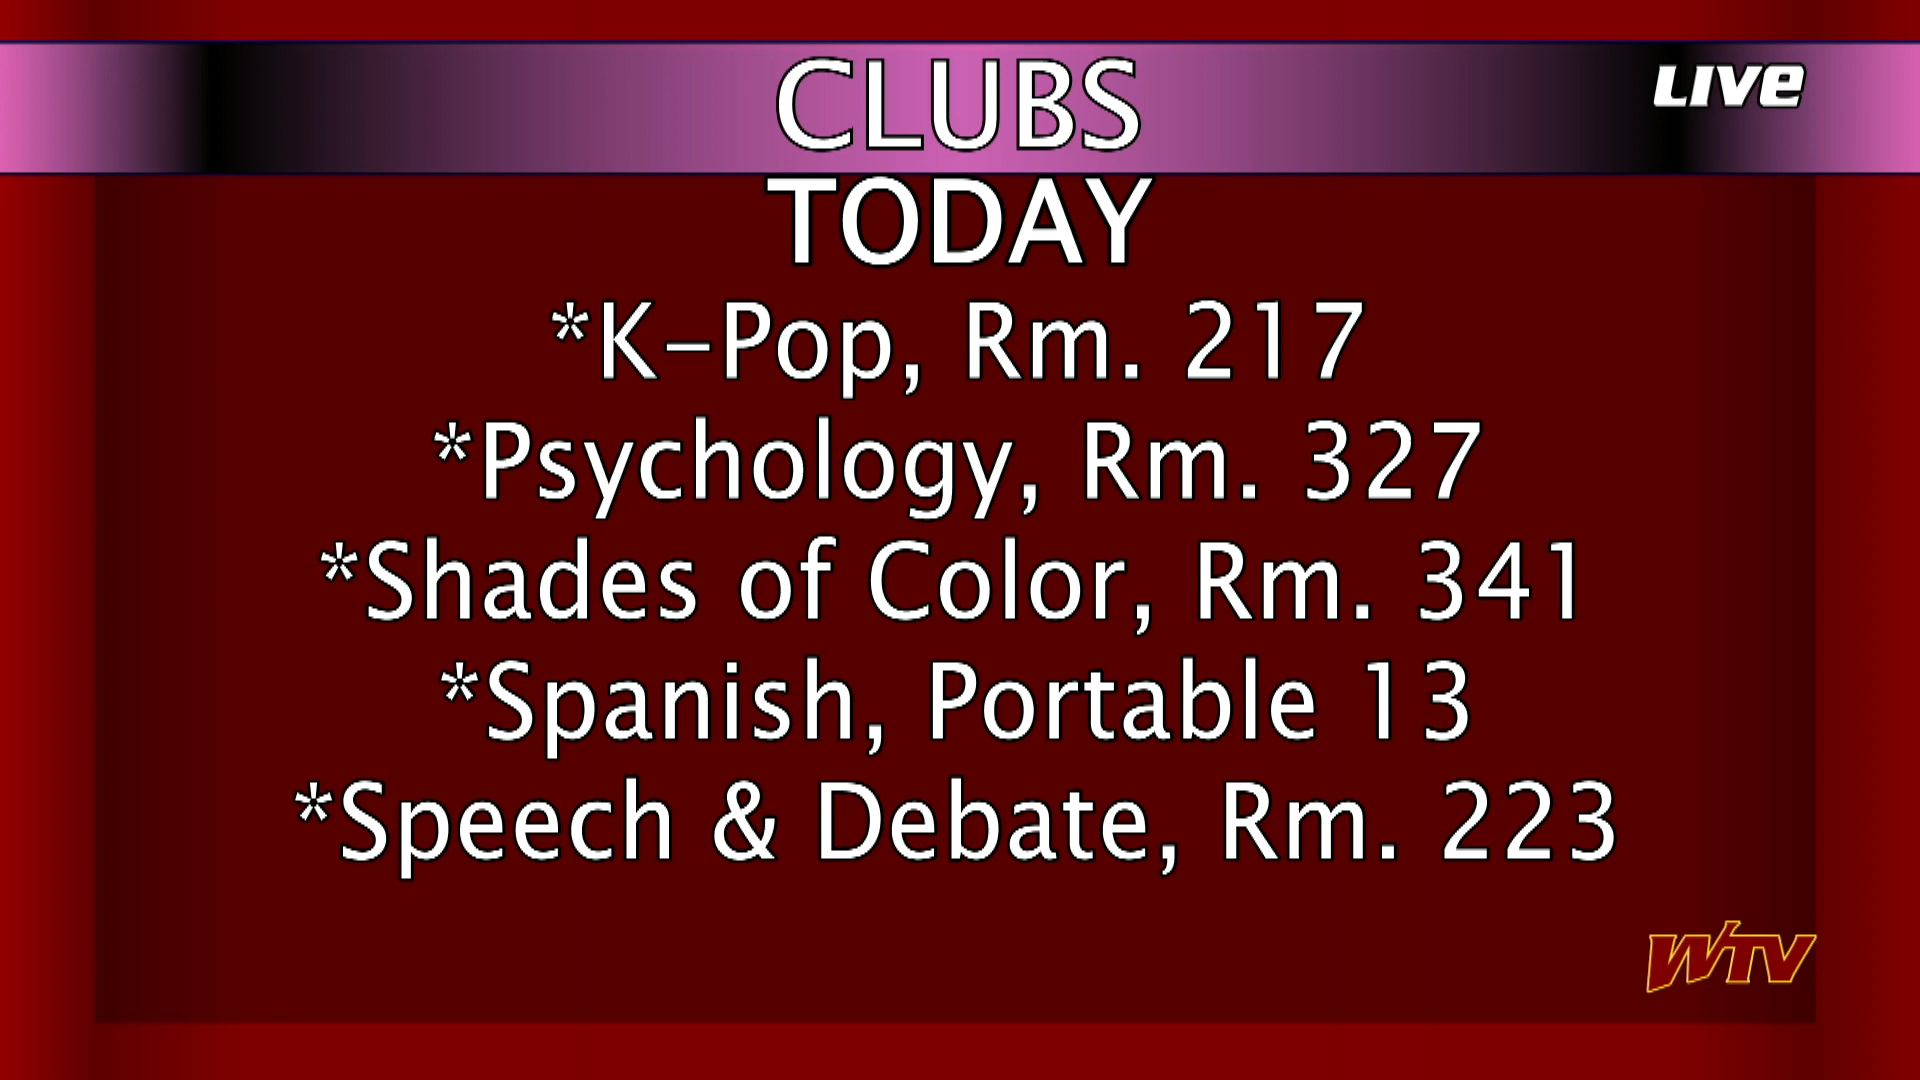 CLUBS
LIVe
TODAY
*K-Pop, Rm. 217
*Psychology, Rm. 327
*Shades of Color, Rm. 341
*Spanish, Portable 13
*Speech & Debate, Rm. 223
WTV